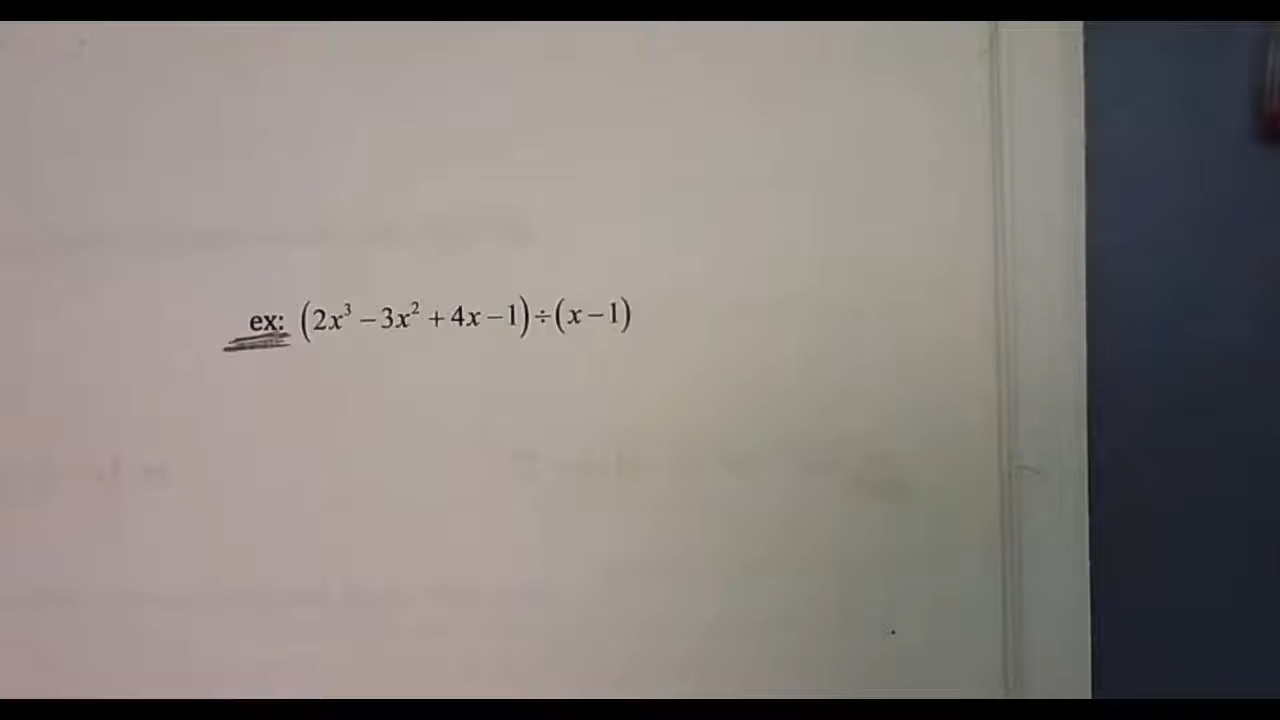 ex: (2x³ − 3x² + 4x − 1) ÷ (x − 1)